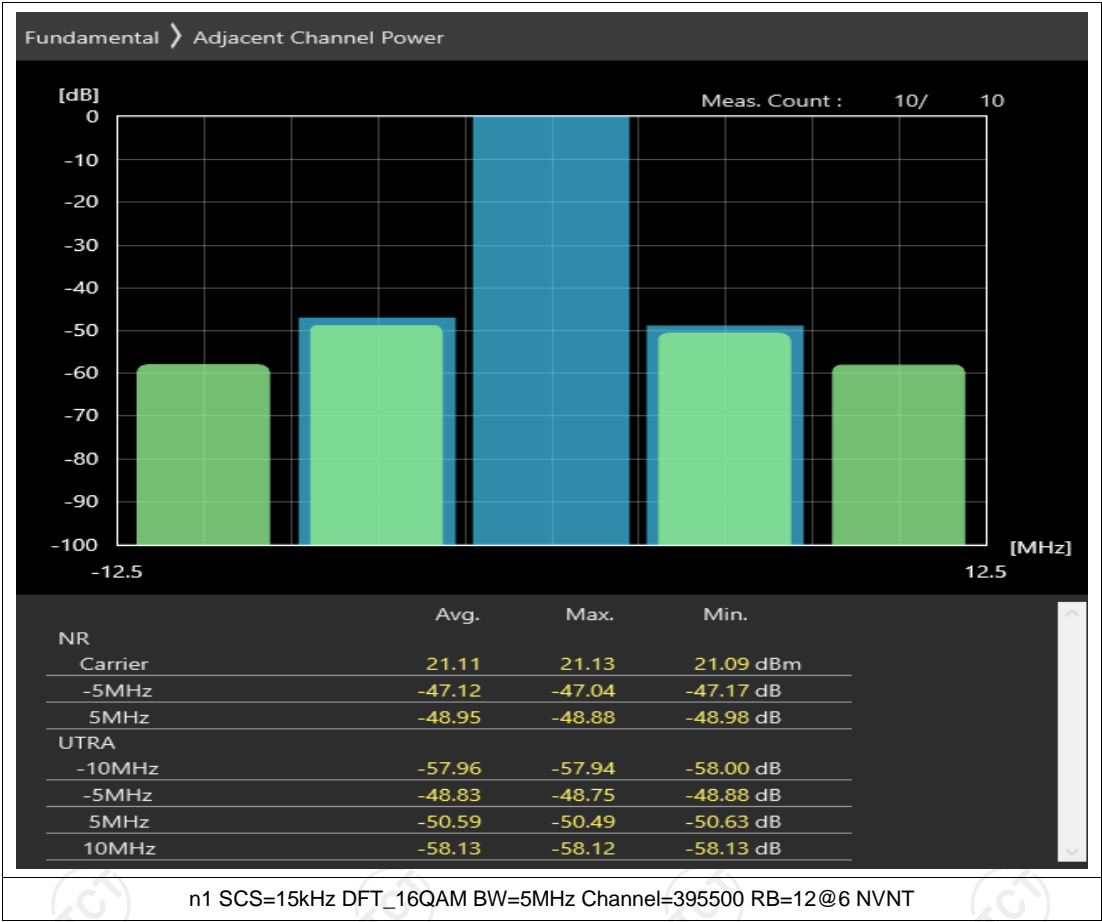 Fundamental 》 Adjacent Channel Power
[dB]
Meas. Count : 10/ 10
0
-10
-20
-30
-40
-50
-60
-70
-80
-90
-100
[MHz]
-12.5 12.5
Avg. Max. Min.
NR
Carrier 21.11 21.13 21.09 dBm
-5MHz -47.12 -47.04 -47.17 dB
5MHz -48.95 -48.88 -48.98 dB
UTRA
-10MHz -57.96 -57.94 -58.00 dB
-5MHz -48.83 -48.75 -48.88 dB
5MHz -50.59 -50.49 -50.63 dB
10MHz -58.13 -58.12 -58.13 dB
n1 SCS=15kHz DFT_16QAM BW=5MHz Channel=395500 RB=12@6 NVNT
TCT TCT TCT TCT